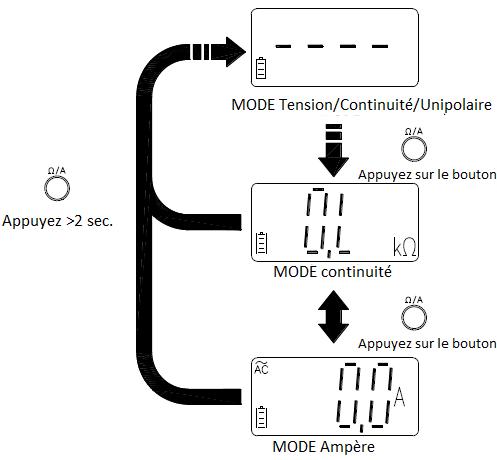 - - - -
MODE Tension/Continuité/Unipolaire
Ω/A
Appuyez sur le bouton
Ω/A
Appuyez >2 sec.
0.L
kΩ
MODE continuité
Ω/A
Appuyez sur le bouton
AC
0.0
A
MODE Ampère